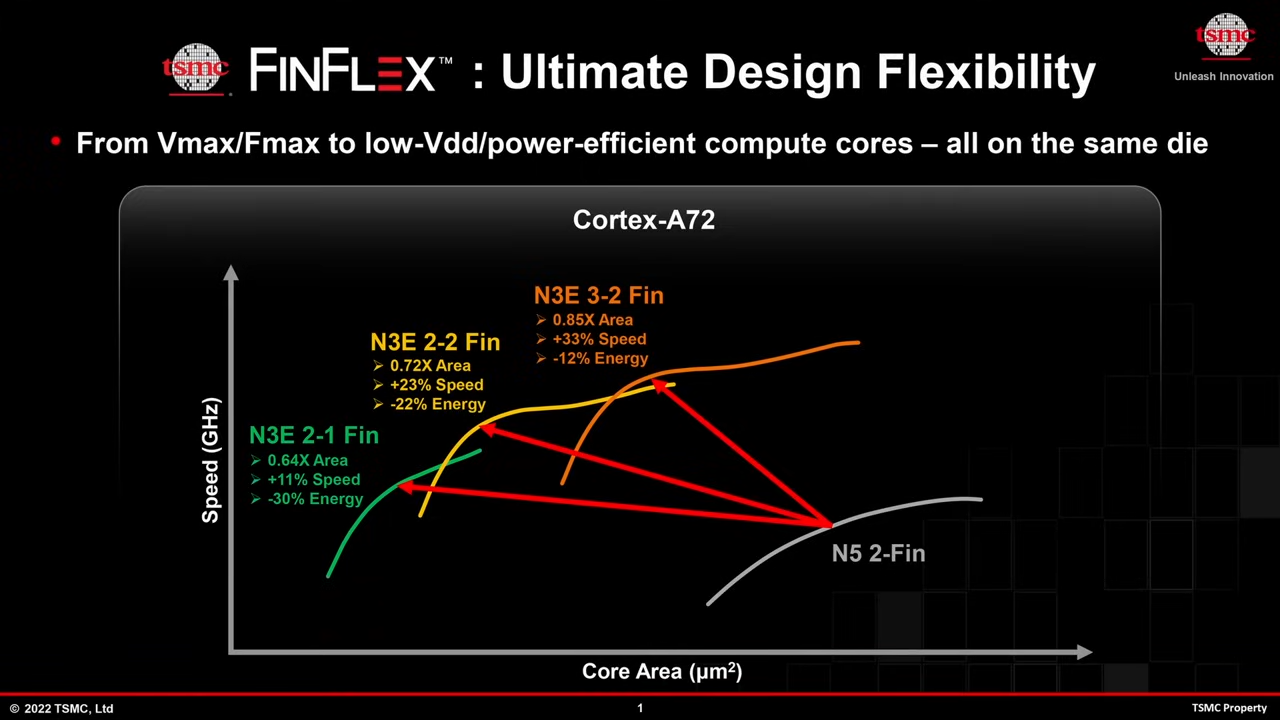 tsmc FINFLEX™ : Ultimate Design Flexibility
tsmc
Unleash Innovation
• From Vmax/Fmax to low-Vdd/power-efficient compute cores – all on the same die
Cortex-A72
N3E 3-2 Fin
➢ 0.85X Area
➢ +33% Speed
➢ -12% Energy
N3E 2-2 Fin
➢ 0.72X Area
➢ +23% Speed
➢ -22% Energy
N3E 2-1 Fin
➢ 0.64X Area
➢ +11% Speed
➢ -30% Energy
N5 2-Fin
Speed (GHz)
Core Area (µm²)
© 2022 TSMC, Ltd
1
TSMC Property